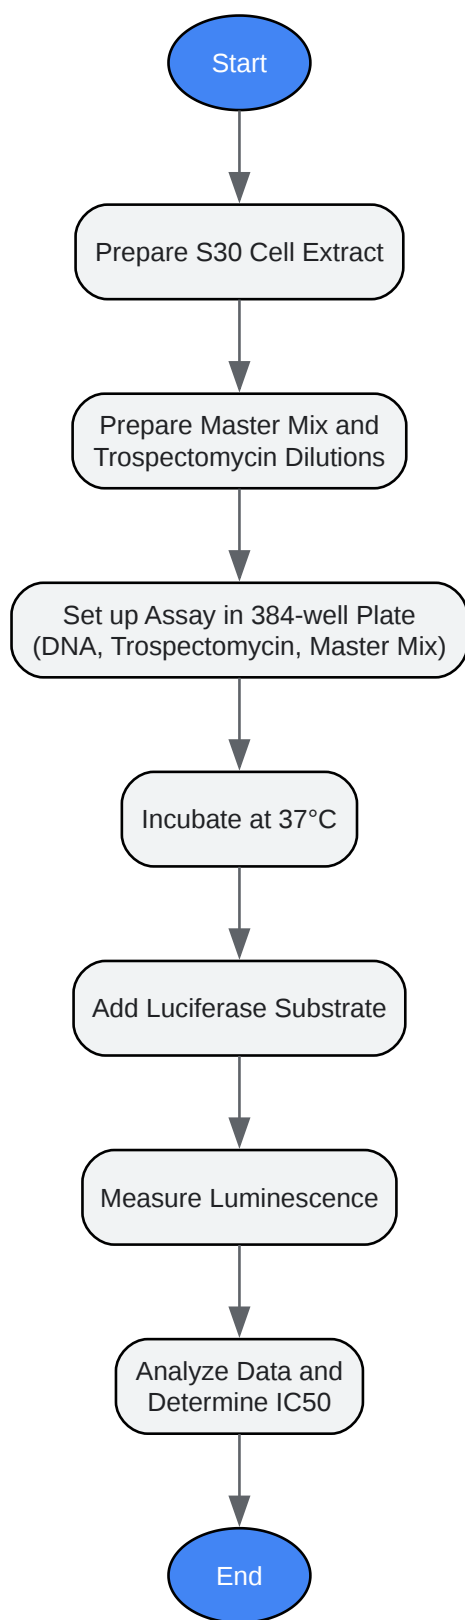 Start
Prepare S30 Cell Extract
Prepare Master Mix and
Trospectomycin Dilutions
Set up Assay in 384-well Plate
(DNA, Trospectomycin, Master Mix)
Incubate at 37°C
Add Luciferase Substrate
Measure Luminescence
Analyze Data and
Determine IC50
End